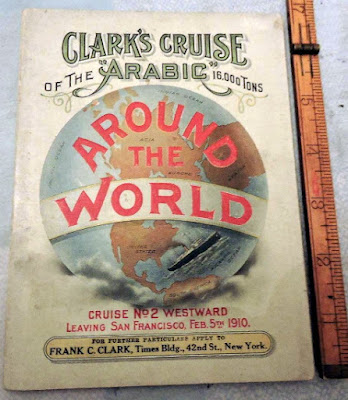 CLARK'S CRUISE
OF THE "ARABIC" 16,000 TONS
AROUND
THE
WORLD
CRUISE NO 2 WESTWARD
LEAVING SAN FRANCISCO, FEB. 5TH 1910.
FOR FURTHER PARTICULARS APPLY TO
FRANK C. CLARK, Times Bldg., 42nd St., New York.